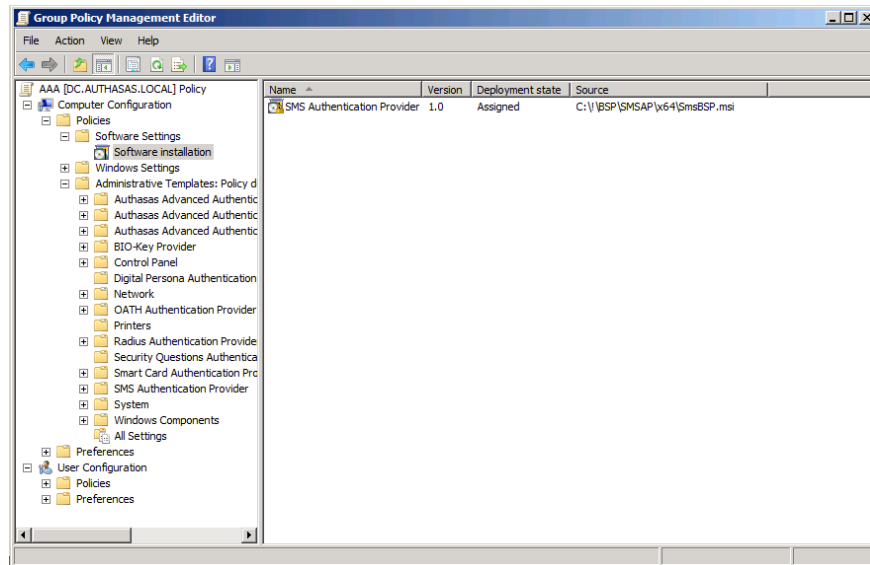 Group Policy Management Editor
File Action View Help
AAA [DC.AUTHASAS.LOCAL] Policy
Computer Configuration
Policies
Software Settings
Software installation
Windows Settings
Administrative Templates: Policy d
Authasas Advanced Authentic
Authasas Advanced Authentic
Authasas Advanced Authentic
BIO-Key Provider
Control Panel
Digital Persona Authentication
Network
OATH Authentication Provider
Printers
Radius Authentication Provide
Security Questions Authentica
Smart Card Authentication Pro
SMS Authentication Provider
System
Windows Components
All Settings
Preferences
User Configuration
Policies
Preferences
Name Version Deployment state Source
SMS Authentication Provider 1.0 Assigned C:\!\BSP\SMSAP\x64\SmsBSP.msi